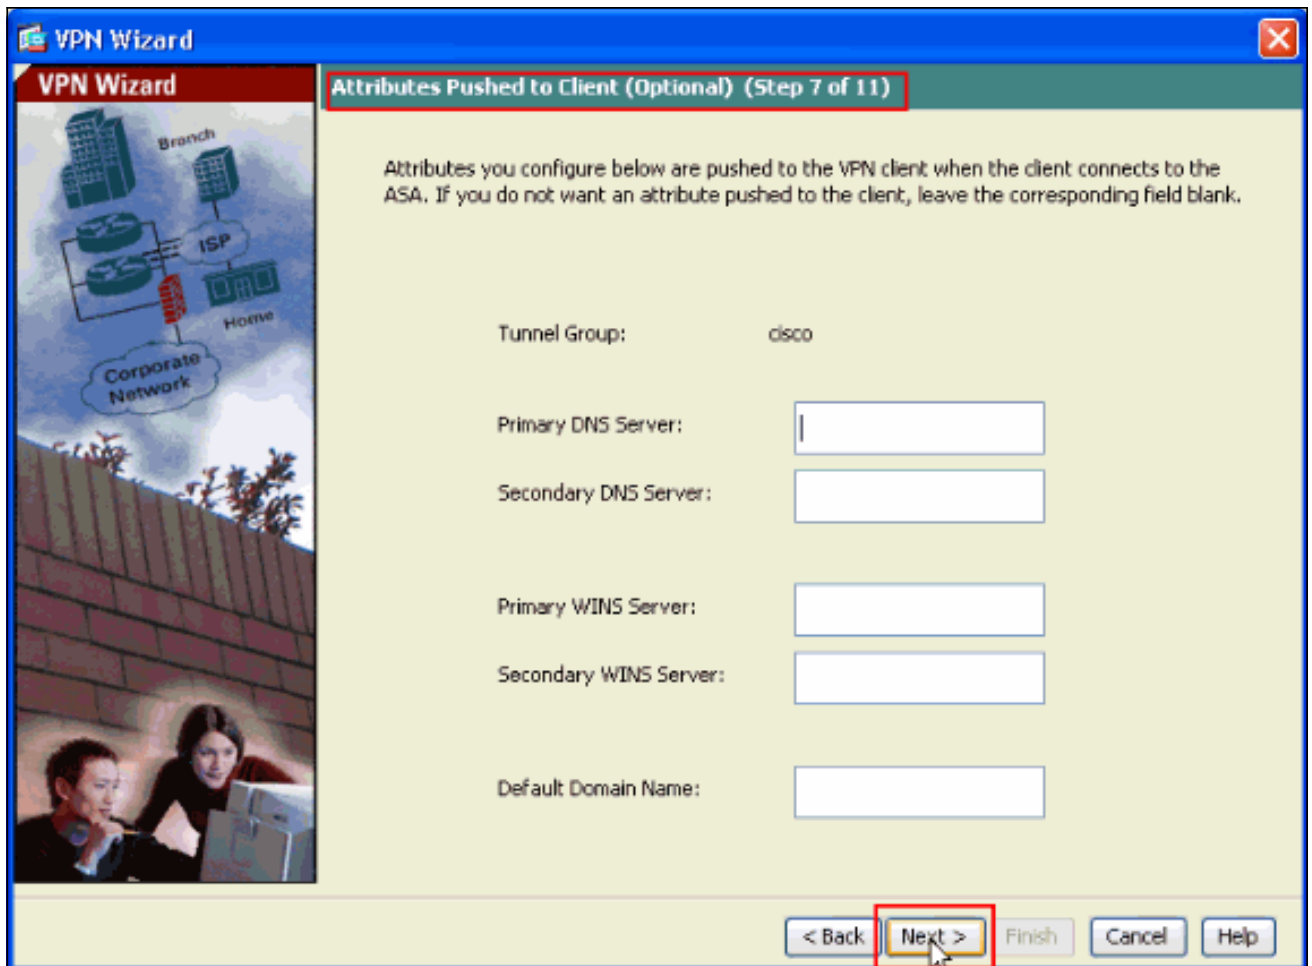 VPN Wizard
VPN Wizard
Attributes Pushed to Client (Optional) (Step 7 of 11)
Branch
ISP
Home
Corporate
Network
Attributes you configure below are pushed to the VPN client when the client connects to the
ASA. If you do not want an attribute pushed to the client, leave the corresponding field blank.
Tunnel Group: cisco
Primary DNS Server:
Secondary DNS Server:
Primary WINS Server:
Secondary WINS Server:
Default Domain Name:
< Back Next > Finish Cancel Help